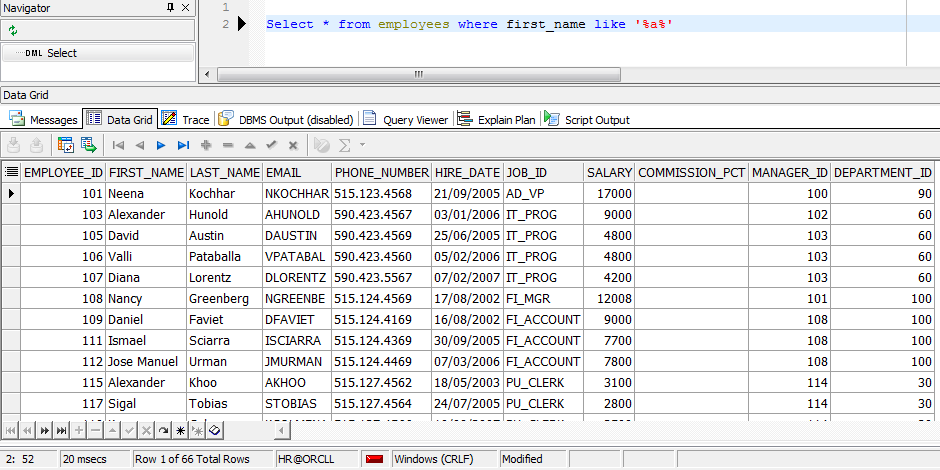 Navigator
1
2 Select * from employees where first_name like '%a%'
DML Select
Data Grid
Messages Data Grid Trace DBMS Output (disabled) Query Viewer Explain Plan Script Output
EMPLOYEE_ID FIRST_NAME LAST_NAME EMAIL PHONE_NUMBER HIRE_DATE JOB_ID SALARY COMMISSION_PCT MANAGER_ID DEPARTMENT_ID
101 Neena Kochhar NKOCHHAR 515.123.4568 21/09/2005 AD_VP 17000 100 90
103 Alexander Hunold AHUNOLD 590.423.4567 03/01/2006 IT_PROG 9000 102 60
105 David Austin DAUSTIN 590.423.4569 25/06/2005 IT_PROG 4800 103 60
106 Valli Pataballa VPATABAL 590.423.4560 05/02/2006 IT_PROG 4800 103 60
107 Diana Lorentz DLORENTZ 590.423.5567 07/02/2007 IT_PROG 4200 103 60
108 Nancy Greenberg NGREENBE 515.124.4569 17/08/2002 FI_MGR 12008 101 100
109 Daniel Faviet DFAVIET 515.124.4169 16/08/2002 FI_ACCOUNT 9000 108 100
111 Ismael Sciarra ISCIARRA 515.124.4369 30/09/2005 FI_ACCOUNT 7700 108 100
112 Jose Manuel Urman JMURMAN 515.124.4469 07/03/2006 FI_ACCOUNT 7800 108 100
115 Alexander Khoo AKHOO 515.127.4562 18/05/2003 PU_CLERK 3100 114 30
117 Sigal Tobias STOBIAS 515.127.4564 24/07/2005 PU_CLERK 2800 114 30
2: 52 20 msecs Row 1 of 66 Total Rows HR@ORCLL Windows (CRLF) Modified